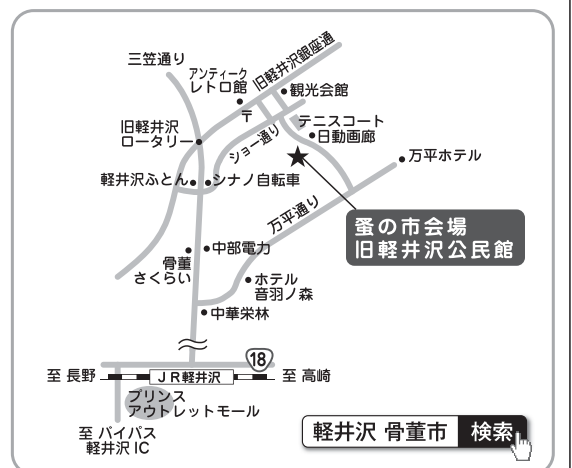 三笠通り
アンティーク
レトロ館
旧軽井沢銀座通
観光会館
〒
旧軽井沢
ロータリー
ショー通り
テニスコート
日動画廊
万平ホテル
軽井沢ふとん
シナノ自転車
万平通り
蚤の市会場
旧軽井沢公民館
中部電力
骨董
さくらい
ホテル
音羽ノ森
中華栄林
18
至 長野
JR軽井沢
至 高崎
プリンス
アウトレットモール
至 バイパス
軽井沢 IC
軽井沢 骨董市 検索